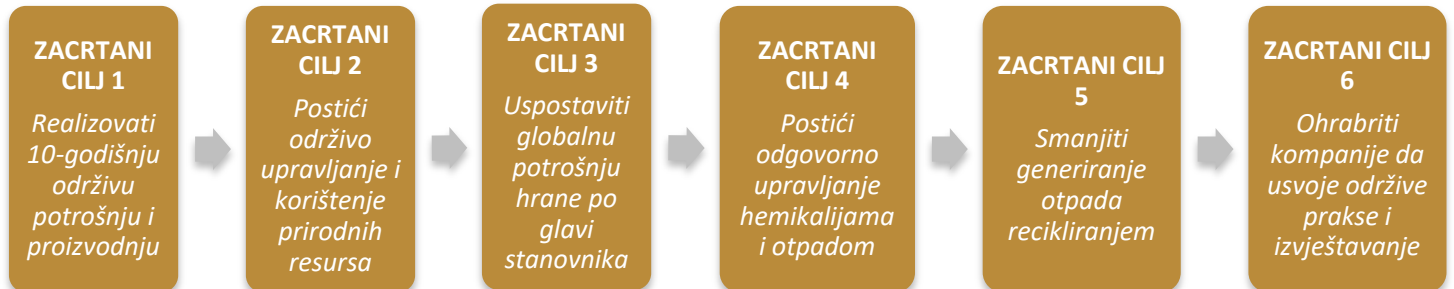 ZACRTANI
CILJ 1
Realizovati
10-godišnju
održivu
potrošnju i
proizvodnju
ZACRTANI
CILJ 2
Postići
održivo
upravljanje i
korištenje
prirodnih
resursa
ZACRTANI
CILJ 3
Uspostaviti
globalnu
potrošnju
hrane po
glavi
stanovnika
ZACRTANI
CILJ 4
Postići
odgovorno
upravljanje
hemikalijama
i otpadom
ZACRTANI CILJ
5
Smanjiti
generiranje
otpada
recikliranjem
ZACRTANI CILJ
6
Ohrabriti
kompanije da
usvoje održive
prakse i
izvještavanje